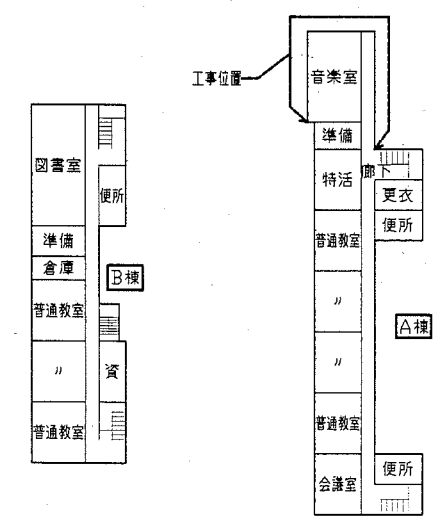 工事位置
音楽室
準備
特活
廊下
更衣
便所
普通教室
〃
〃
普通教室
会議室
便所
A棟
図書室
便所
準備
倉庫
B棟
普通教室
〃
資
普通教室